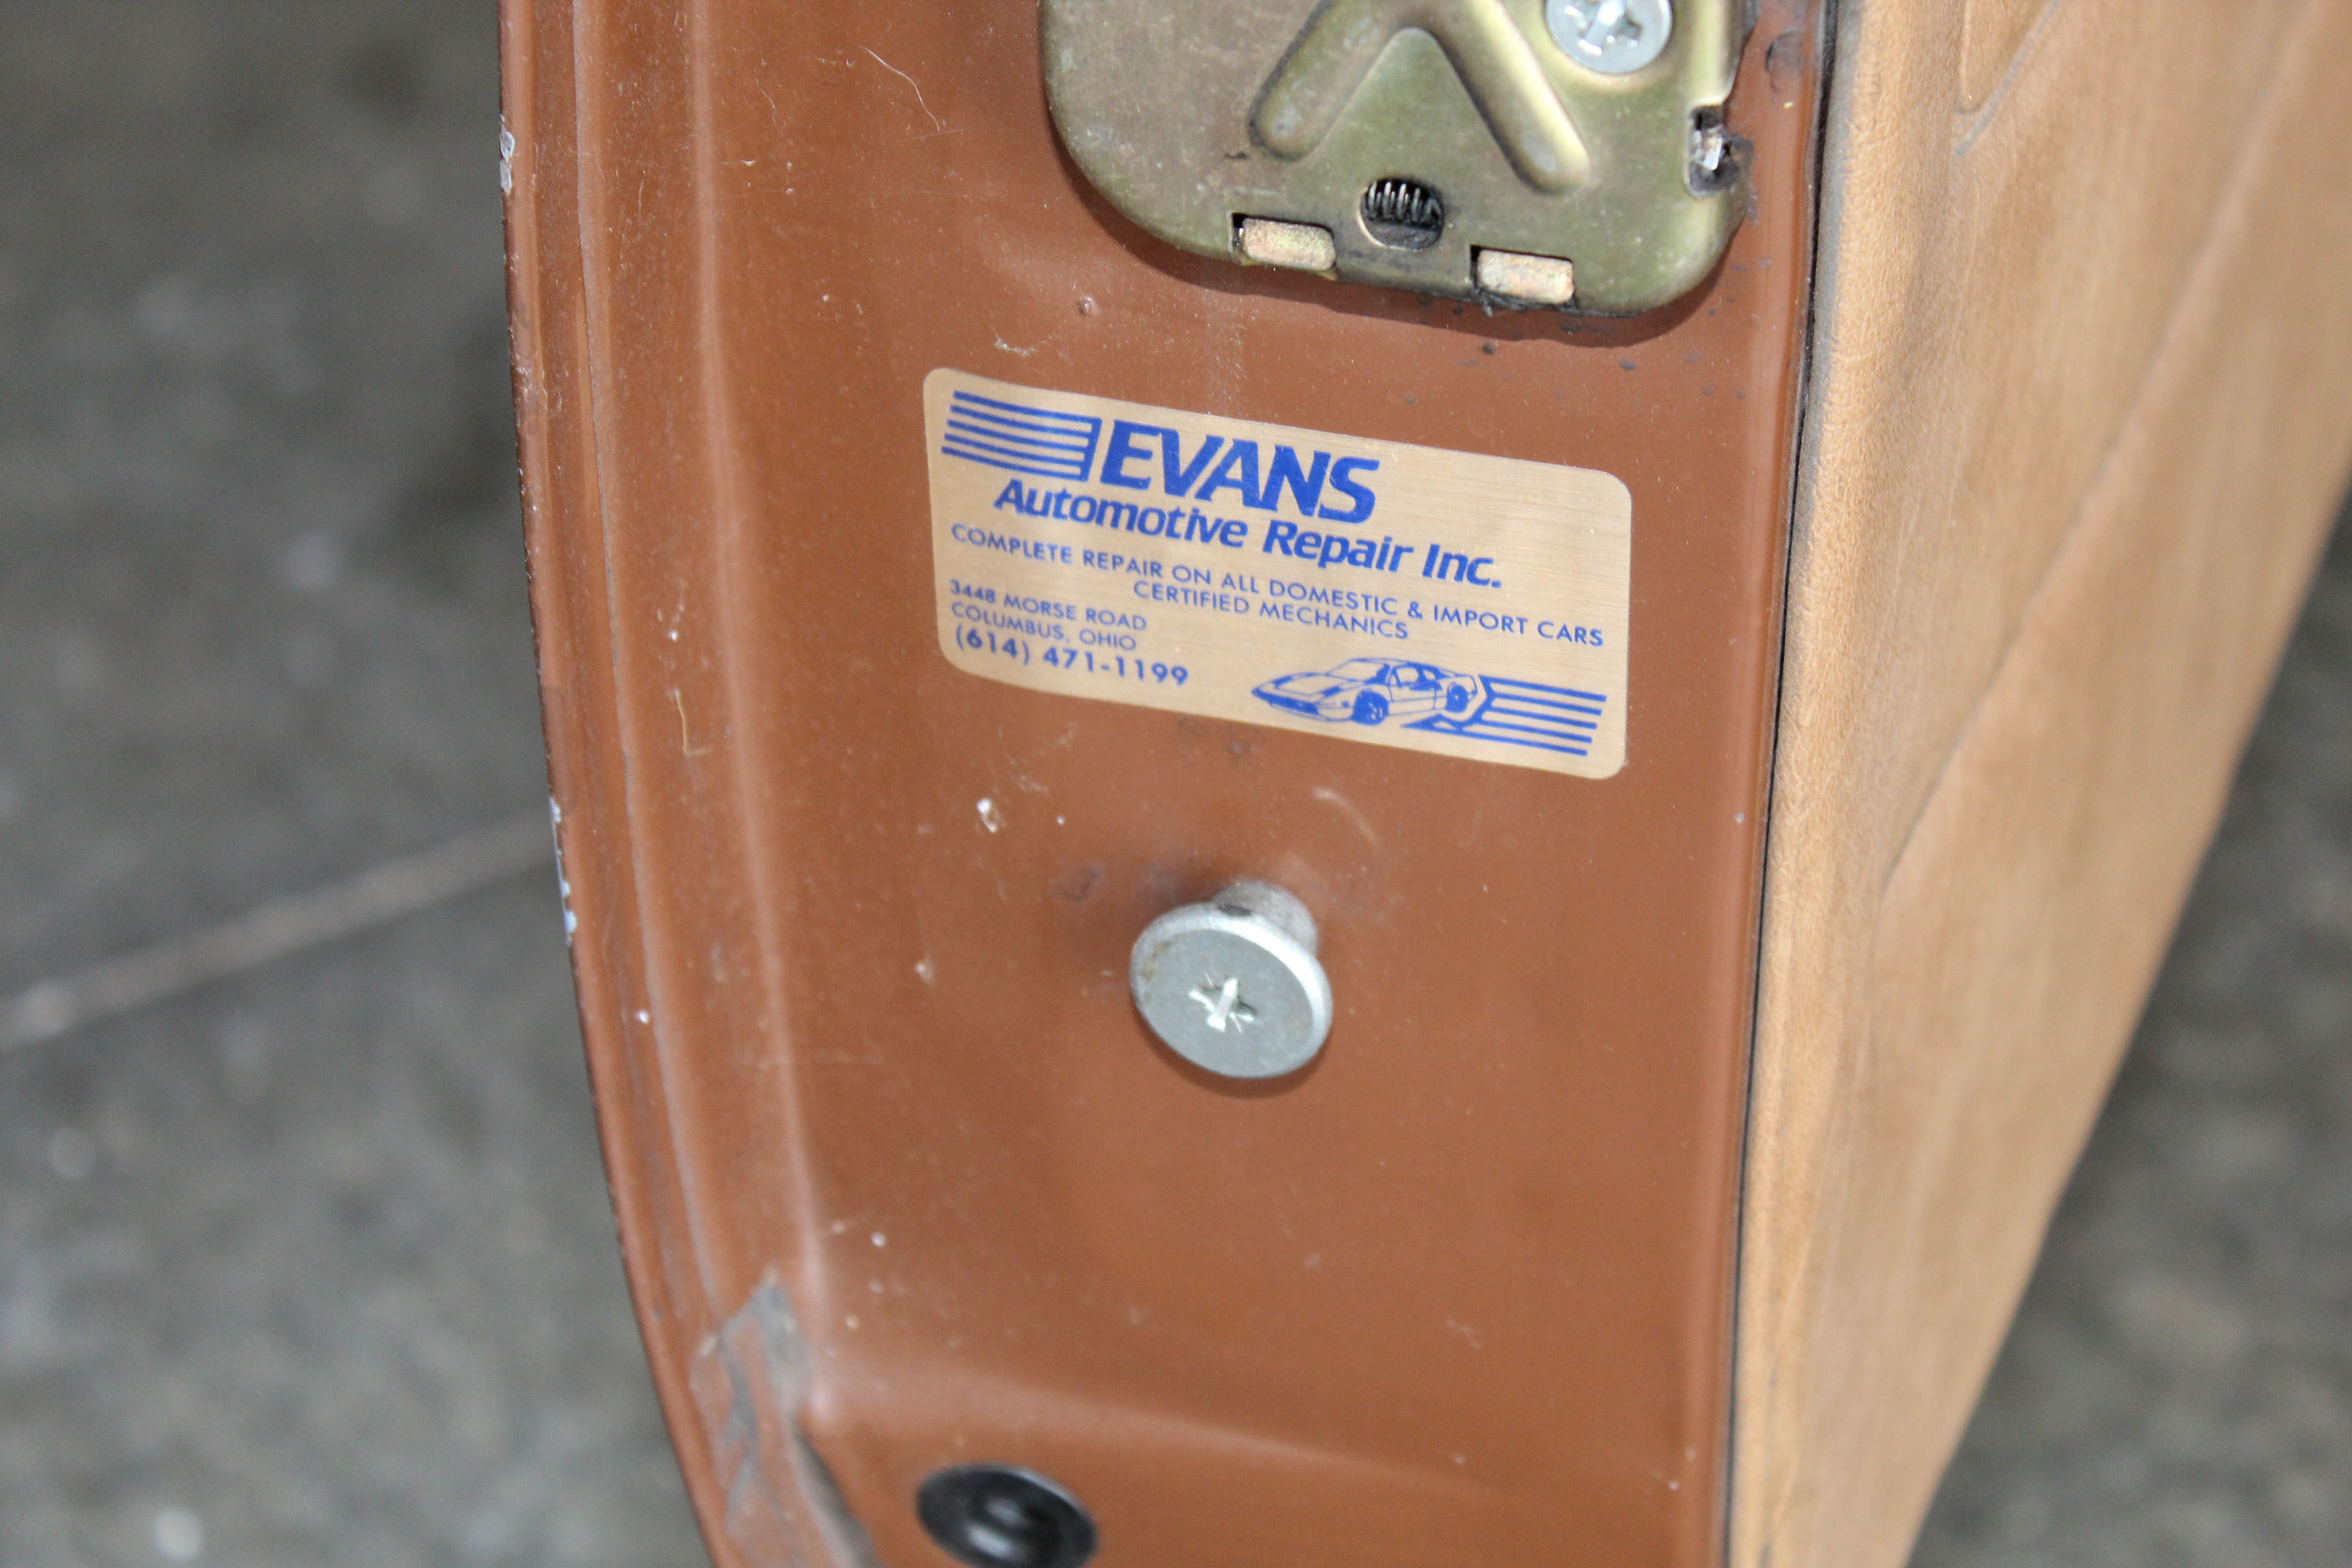 EVANS
Automotive Repair Inc.
COMPLETE REPAIR ON ALL DOMESTIC & IMPORT CARS
CERTIFIED MECHANICS
3448 MORSE ROAD
COLUMBUS, OHIO
(614) 471-1199